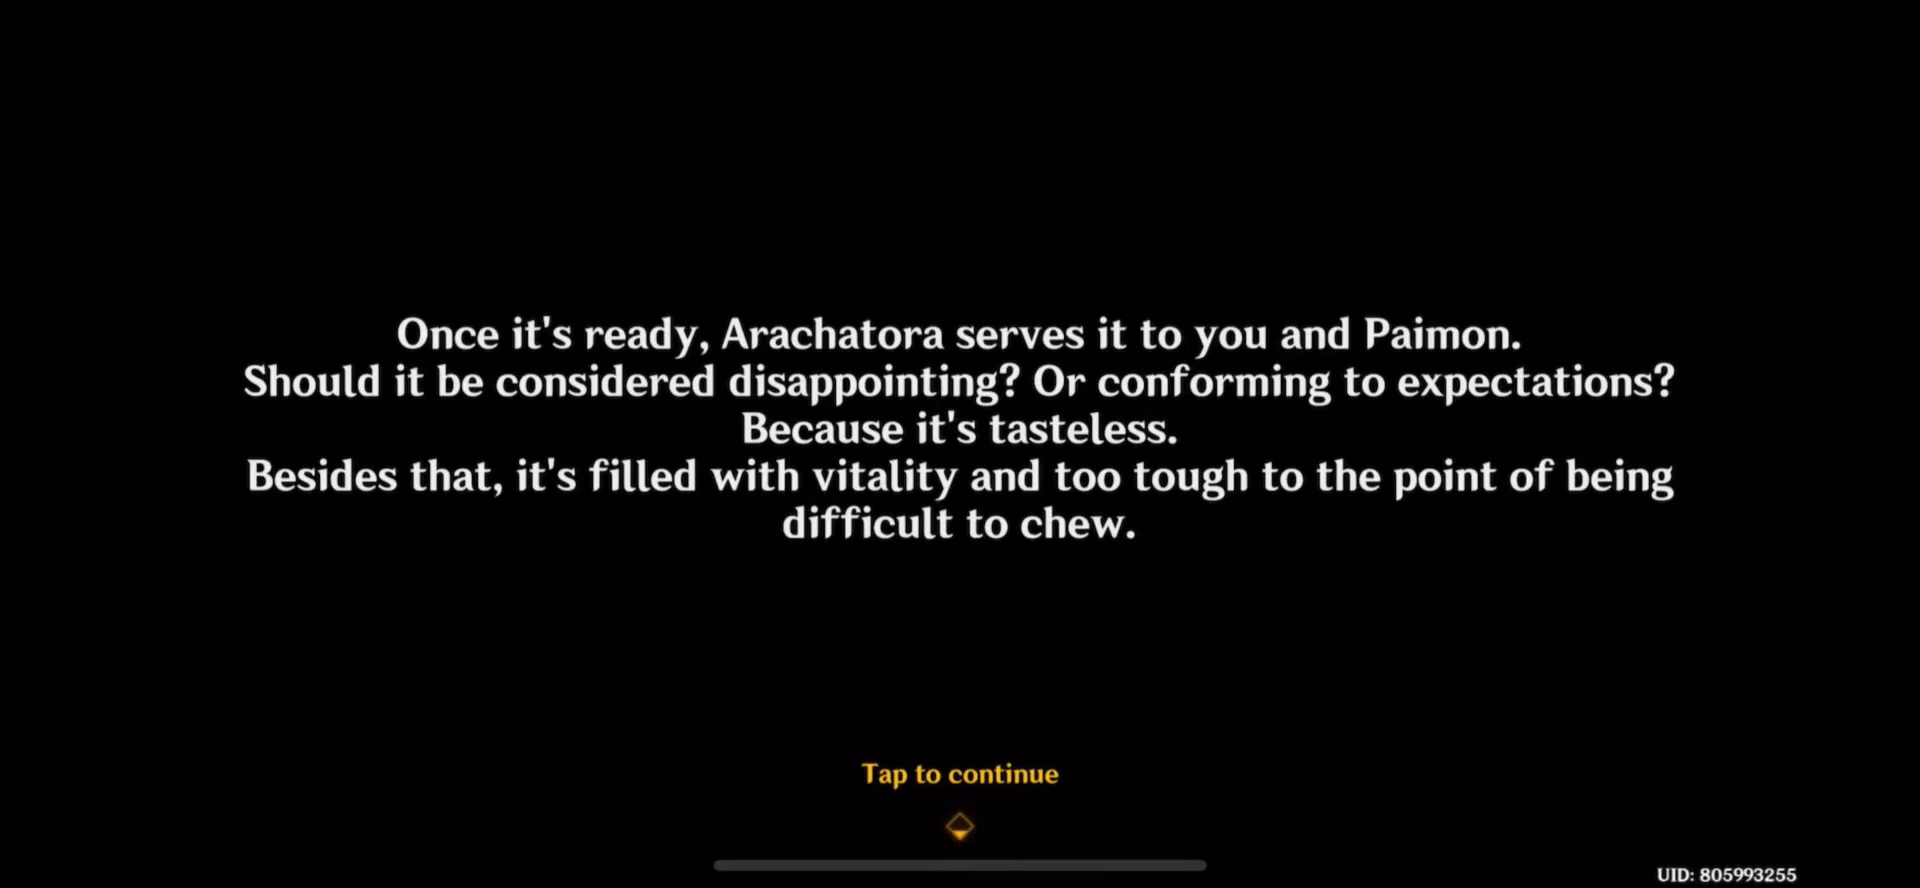 Once it's ready, Arachatora serves it to you and Paimon.
Should it be considered disappointing? Or conforming to expectations?
Because it's tasteless.
Besides that, it's filled with vitality and too tough to the point of being
difficult to chew.
Tap to continue
UID: 805993255